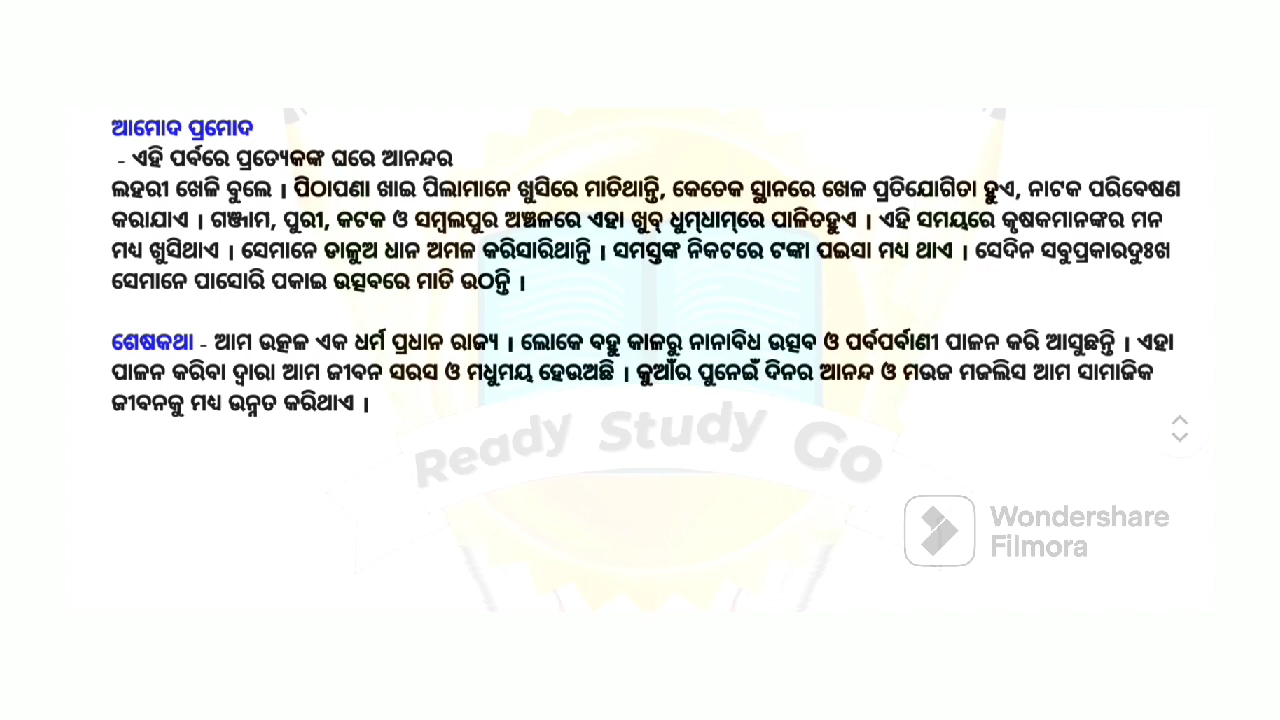 ଆମୋଦ ପ୍ରମୋଦ
- ଏହି ପର୍ବରେ ପ୍ରତ୍ୟେକଙ୍କ ଘରେ ଆନନ୍ଦର
ଲହରୀ ଖେଳି ବୁଲେ । ପିଠାପଣା ଖାଇ ପିଲାମାନେ ଖୁସିରେ ମାତିଥାନ୍ତି, କେତେକ ସ୍ଥାନରେ ଖେଳ ପ୍ରତିଯୋଗିତା ହୁଏ, ନାଟକ ପରିବେଷଣ
କରାଯାଏ । ଗଞ୍ଜାମ, ପୁରୀ, କଟକ ଓ ସମ୍ବଲପୁର ଅଞ୍ଚଳରେ ଏହା ଖୁବ୍ ଧୁମ୍‌ଧାମ୍‌ରେ ପାଳିତହୁଏ । ଏହି ସମୟରେ କୃଷକମାନଙ୍କର ମନ
ମଧ୍ୟ ଖୁସିଥାଏ । ସେମାନେ ଡାଳୁଅ ଧାନ ଅମଳ କରିସାରିଥାନ୍ତି । ସମସ୍ତଙ୍କ ନିକଟରେ ଟଙ୍କା ପଇସା ମଧ୍ୟ ଥାଏ । ସେଦିନ ସବୁପ୍ରକାରଦୁଃଖ
ସେମାନେ ପାସୋରି ପକାଇ ଉତ୍ସବରେ ମାତି ଉଠନ୍ତି ।
ଶେଷକଥା - ଆମ ଉତ୍କଳ ଏକ ଧର୍ମ ପ୍ରଧାନ ରାଜ୍ୟ । ଲୋକେ ବହୁ କାଳରୁ ନାନାବିଧ ଉତ୍ସବ ଓ ପର୍ବପର୍ବାଣୀ ପାଳନ କରି ଆସୁଛନ୍ତି । ଏହା
ପାଳନ କରିବା ଦ୍ୱାରା ଆମ ଜୀବନ ସରସ ଓ ମଧୁମୟ ହେଉଅଛି । କୁଆଁର ପୁନେଇଁ ଦିନର ଆନନ୍ଦ ଓ ମଉଜ ମଜଲିସ ଆମ ସାମାଜିକ
ଜୀବନକୁ ମଧ୍ୟ ଉନ୍ନତ କରିଥାଏ ।
Ready Study Go
Wondershare
Filmora